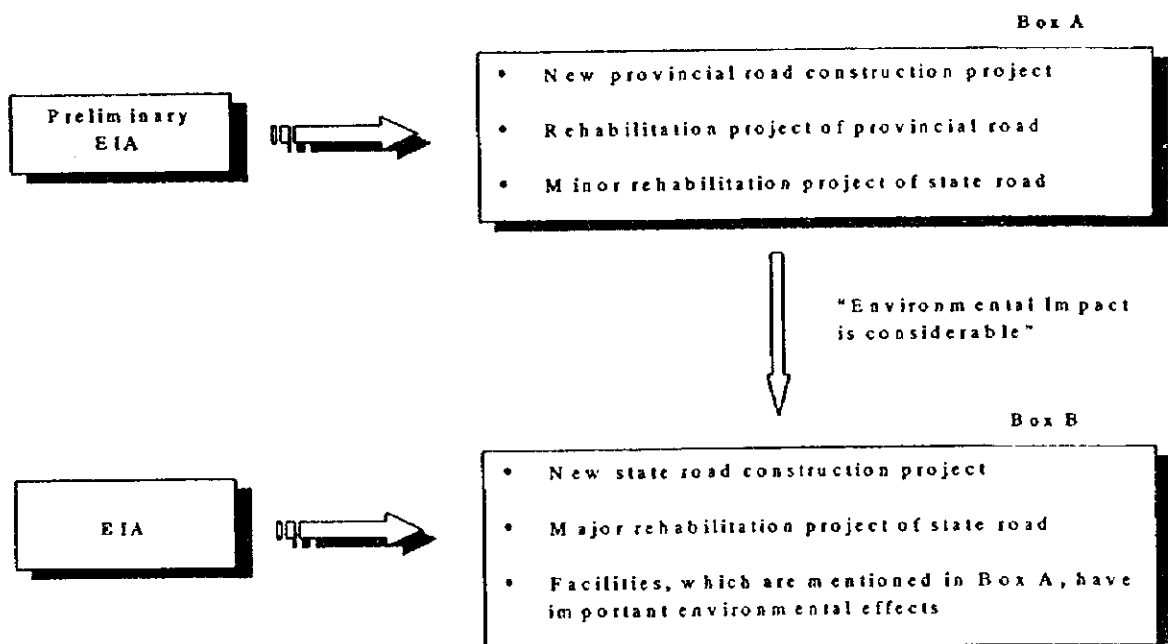 Box A
Preliminary
EIA
• New provincial road construction project
• Rehabilitation project of provincial road
• Minor rehabilitation project of state road
"Environmental Impact
is considerable"
Box B
EIA
• New state road construction project
• Major rehabilitation project of state road
• Facilities, which are mentioned in Box A, have
important environmental effects